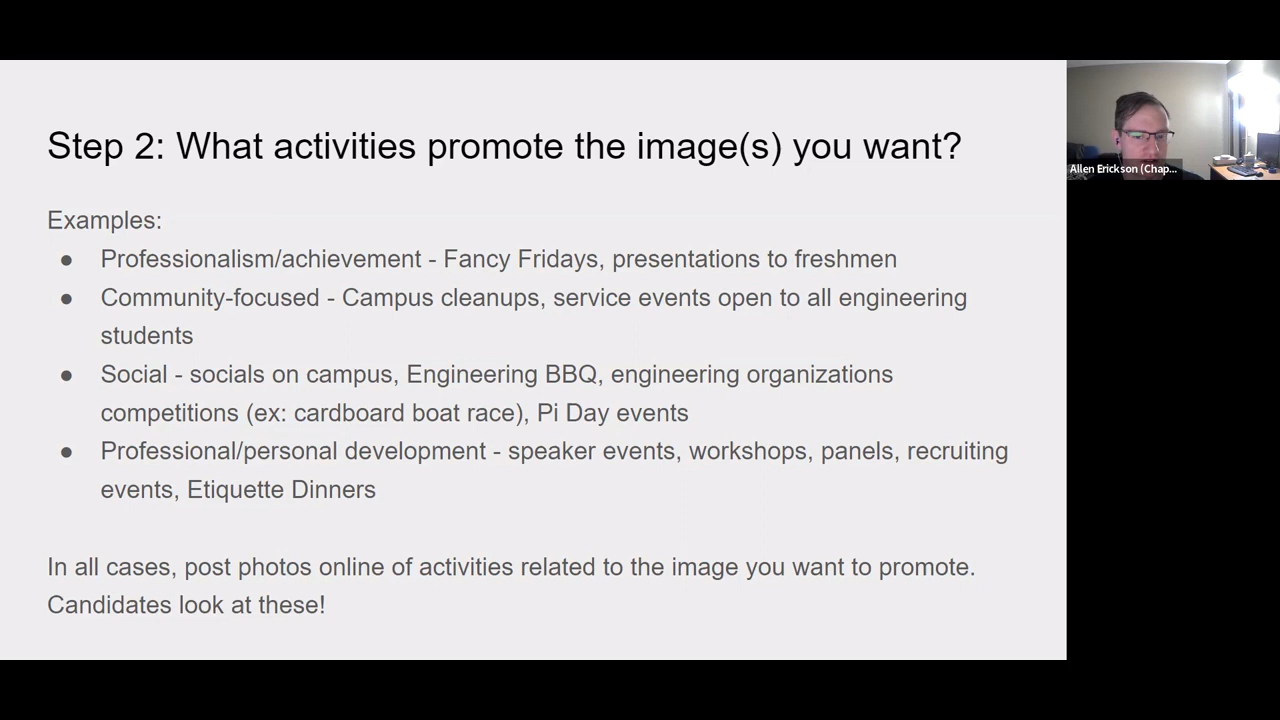 Step 2: What activities promote the image(s) you want?
Examples:
● Professionalism/achievement - Fancy Fridays, presentations to freshmen
● Community-focused - Campus cleanups, service events open to all engineering
students
● Social - socials on campus, Engineering BBQ, engineering organizations
competitions (ex: cardboard boat race), Pi Day events
● Professional/personal development - speaker events, workshops, panels, recruiting
events, Etiquette Dinners
In all cases, post photos online of activities related to the image you want to promote.
Candidates look at these!
Allen Erickson (Chap...